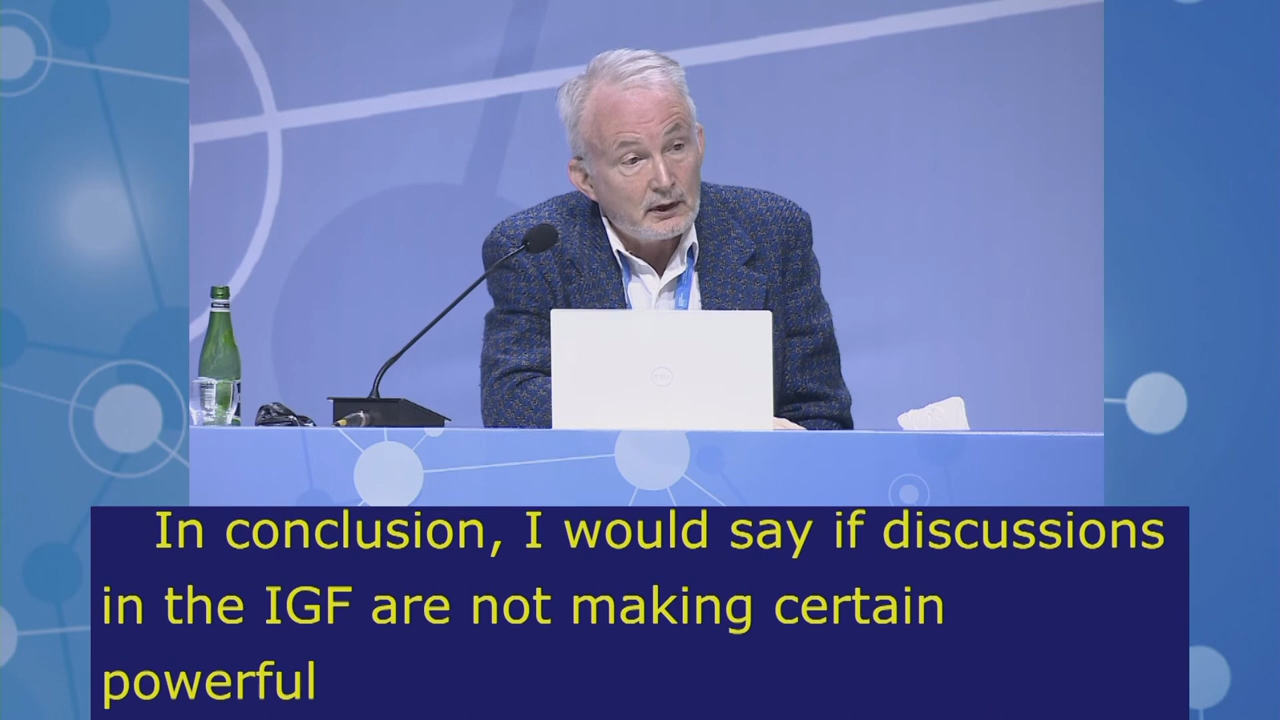 In conclusion, I would say if discussions
in the IGF are not making certain
powerful